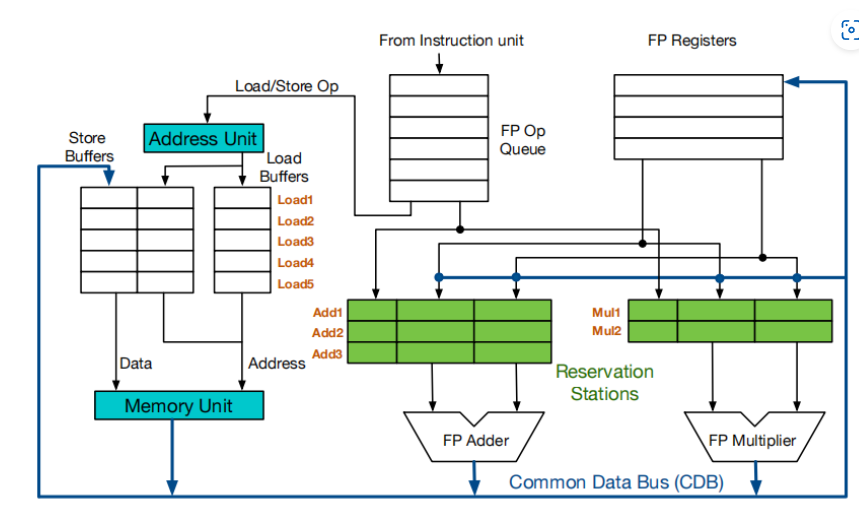 From Instruction unit
FP Registers
Load/Store Op
Address Unit
FP Op
Queue
Store
Buffers
Load
Buffers
Load1
Load2
Load3
Load4
Load5
Add1
Add2
Add3
Mul1
Mul2
Data
Address
Reservation
Stations
Memory Unit
FP Adder
FP Multiplier
Common Data Bus (CDB)